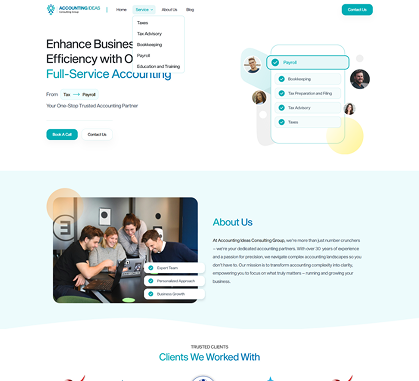 ACCOUNTING IDEAS
Consulting Group
Home
Service
About Us
Blog
Contact Us
Taxes
Tax Advisory
Bookkeeping
Payroll
Education and Training
Enhance Busines
Efficiency with O
Full-Service Accounting
From Tax → Payroll
Your One-Stop Trusted Accounting Partner
Book A Call
Contact Us
Payroll
Bookkeeping
Tax Preparation and Filing
Tax Advisory
Taxes
Expert Team
Personalized Approach
Business Growth
About Us
At Accounting Ideas Consulting Group, we're more than just number crunchers
– we're your dedicated accounting partners. With over 30 years of experience
and a passion for precision, we navigate complex accounting landscapes so you
don't have to. Our mission is to transform accounting complexity into clarity,
empowering you to focus on what matters – running and growing your
business.
TRUSTED CLIENTS
Clients We Worked With